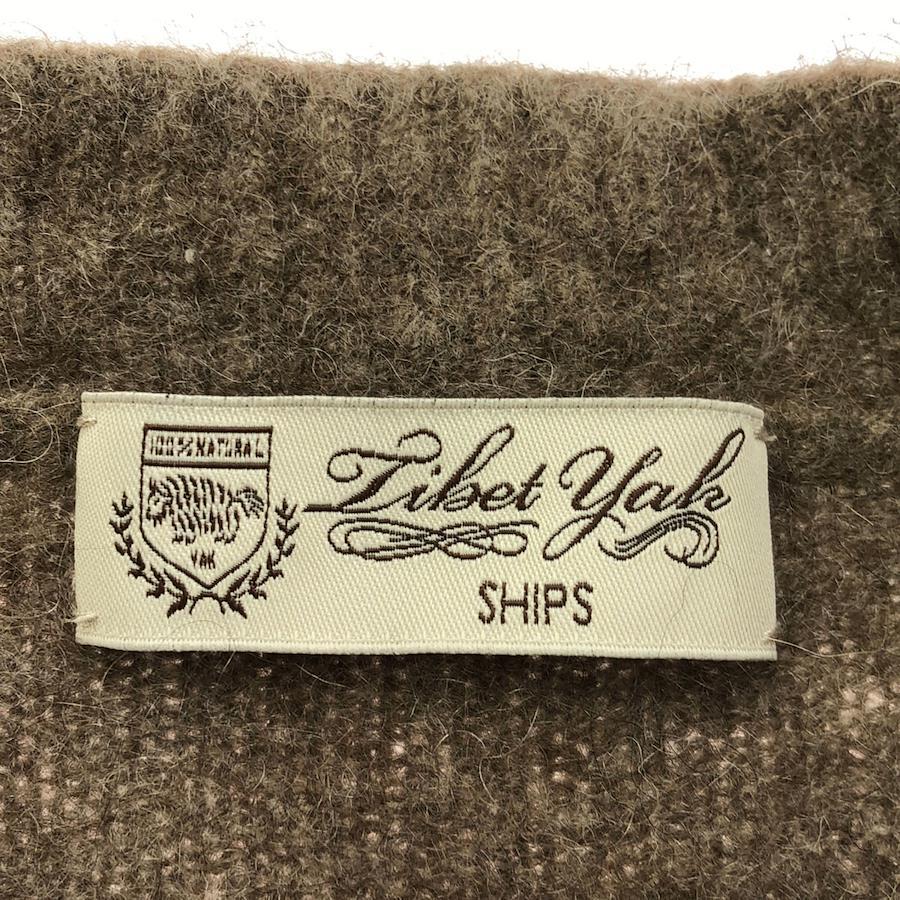 100% NATURAL
YAK
Tibet Yak
SHIPS